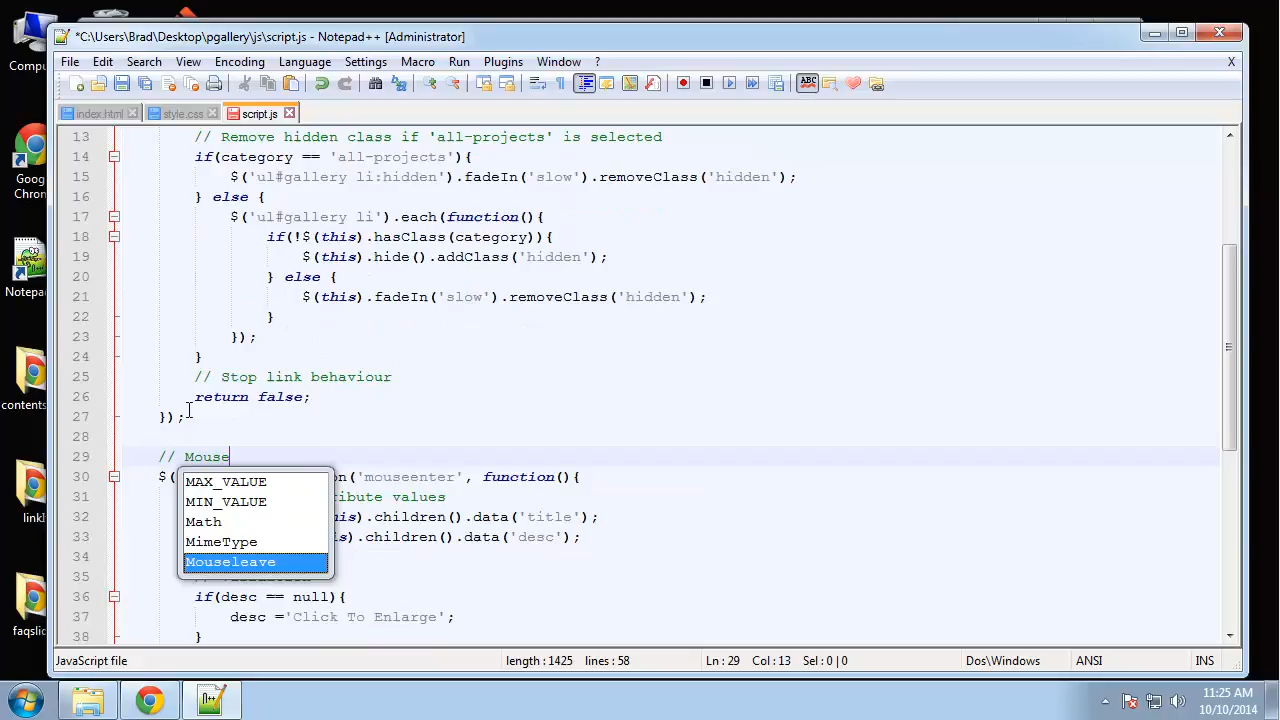 *C:\Users\Brad\Desktop\pgallery\js\script.js - Notepad++ [Administrator]
File Edit Search View Encoding Language Settings Macro Run Plugins Window ? X
index.html style.css script.js
13 // Remove hidden class if 'all-projects' is selected
14 if(category == 'all-projects'){
15 $('ul#gallery li:hidden').fadeIn('slow').removeClass('hidden');
16 } else {
17 $('ul#gallery li').each(function(){
18 if(!$(this).hasClass(category)){
19 $(this).hide().addClass('hidden');
20 } else {
21 $(this).fadeIn('slow').removeClass('hidden');
22 }
23 });
24 }
25 // Stop link behaviour
26 return false;
27 });
28
29 // Mouse
30 $( on('mouseenter', function(){
31 ribute values
32 is).children().data('title');
33 is).children().data('desc');
34
35
36 if(desc == null){
37 desc ='Click To Enlarge';
38 }
MAX_VALUE
MIN_VALUE
Math
MimeType
Mouseleave
JavaScript file length : 1425 lines : 58 Ln : 29 Col : 13 Sel : 0 | 0 Dos\Windows ANSI INS
Compu
Goog
Chron
Notepa
contents
linkI
faqslic
11:25 AM
10/10/2014